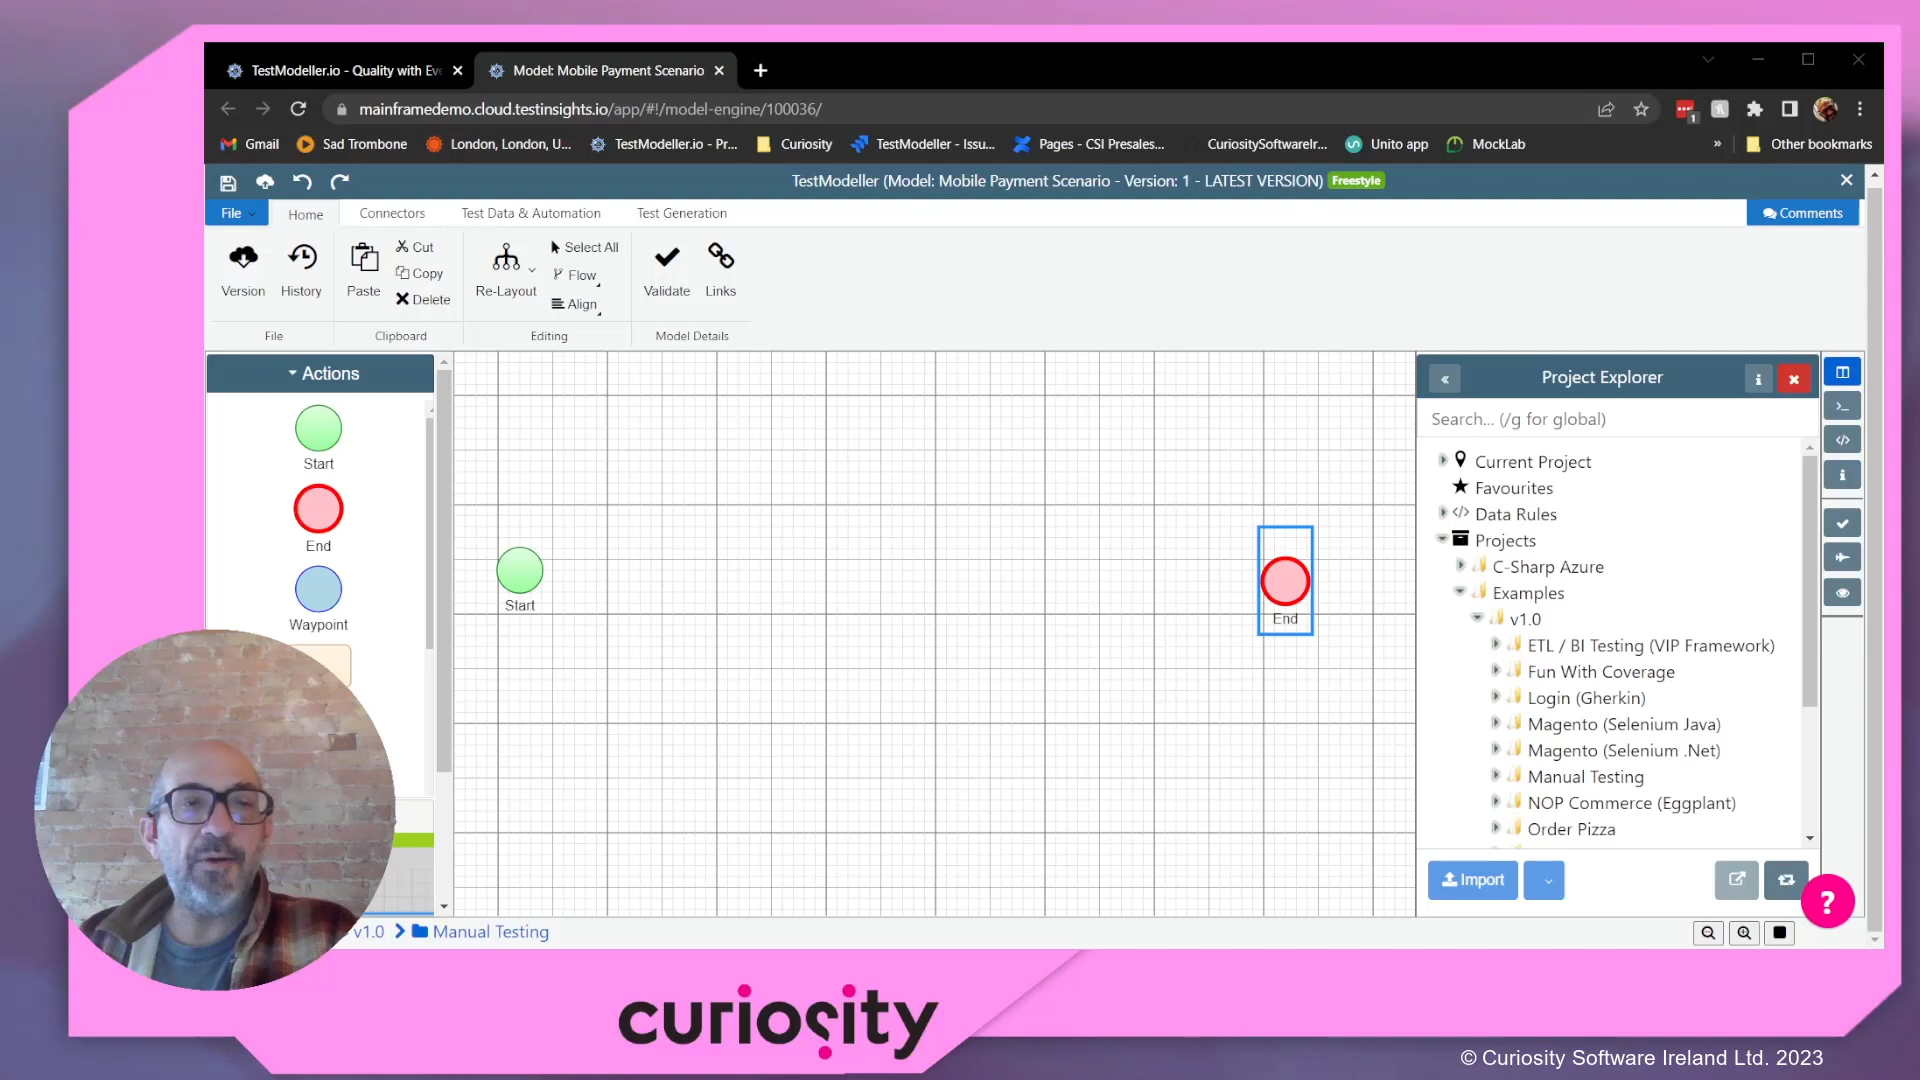 TestModeller.io - Quality with Eve
Model: Mobile Payment Scenario
mainframedemo.cloud.testinsights.io/app/#!/model-engine/100036/
1
Gmail
Sad Trombone
London, London, U...
TestModeller.io - Pr...
Curiosity
TestModeller - Issu...
Pages - CSI Presales...
CuriositySoftwareIr...
Unito app
MockLab
»
Other bookmarks
TestModeller (Model: Mobile Payment Scenario - Version: 1 - LATEST VERSION) Freestyle
File
Home
Connectors
Test Data & Automation
Test Generation
Comments
Version
History
Paste
Cut
Copy
Delete
Re-Layout
Select All
Flow
Align
Validate
Links
File
Clipboard
Editing
Model Details
Actions
Start
End
Waypoint
Start
End
Project Explorer
Search... (/g for global)
Current Project
Favourites
Data Rules
Projects
C-Sharp Azure
Examples
v1.0
ETL / BI Testing (VIP Framework)
Fun With Coverage
Login (Gherkin)
Magento (Selenium Java)
Magento (Selenium .Net)
Manual Testing
NOP Commerce (Eggplant)
Order Pizza
Import
?
v1.0 > Manual Testing
curiosity
© Curiosity Software Ireland Ltd. 2023